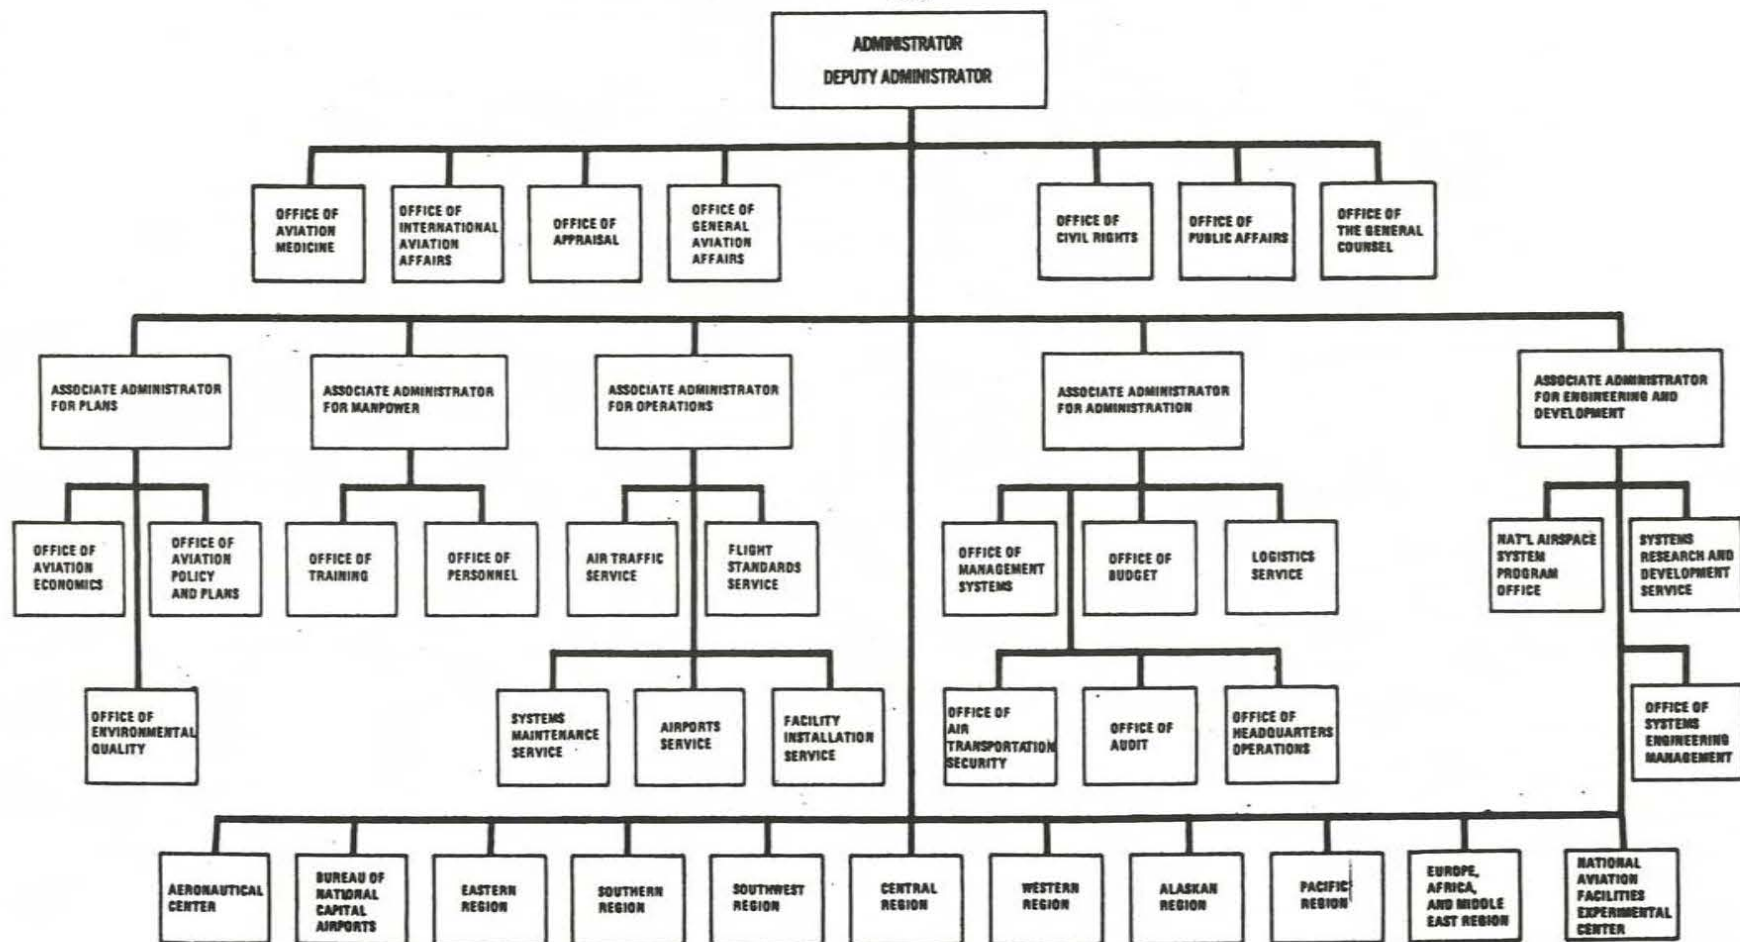 ADMINISTRATOR
DEPUTY ADMINISTRATOR
OFFICE OF
AVIATION
MEDICINE
OFFICE OF
INTERNATIONAL
AVIATION
AFFAIRS
OFFICE OF
APPRAISAL
OFFICE OF
GENERAL
AVIATION
AFFAIRS
OFFICE OF
CIVIL RIGHTS
OFFICE OF
PUBLIC AFFAIRS
OFFICE OF
THE GENERAL
COUNSEL
ASSOCIATE ADMINISTRATOR
FOR PLANS
ASSOCIATE ADMINISTRATOR
FOR MANPOWER
ASSOCIATE ADMINISTRATOR
FOR OPERATIONS
ASSOCIATE ADMINISTRATOR
FOR ADMINISTRATION
ASSOCIATE ADMINISTRATOR
FOR ENGINEERING AND
DEVELOPMENT
OFFICE OF
AVIATION
ECONOMICS
OFFICE OF
AVIATION
POLICY
AND PLANS
OFFICE OF
TRAINING
OFFICE OF
PERSONNEL
AIR TRAFFIC
SERVICE
FLIGHT
STANDARDS
SERVICE
OFFICE OF
MANAGEMENT
SYSTEMS
OFFICE OF
BUDGET
LOGISTICS
SERVICE
NAT'L AIRSPACE
SYSTEM
PROGRAM
OFFICE
SYSTEMS
RESEARCH AND
DEVELOPMENT
SERVICE
OFFICE OF
ENVIRONMENTAL
QUALITY
SYSTEMS
MAINTENANCE
SERVICE
AIRPORTS
SERVICE
FACILITY
INSTALLATION
SERVICE
OFFICE OF
AIR
TRANSPORTATION
SECURITY
OFFICE OF
AUDIT
OFFICE OF
HEADQUARTERS
OPERATIONS
OFFICE OF
SYSTEMS
ENGINEERING
MANAGEMENT
AERONAUTICAL
CENTER
BUREAU OF
NATIONAL
CAPITAL
AIRPORTS
EASTERN
REGION
SOUTHERN
REGION
SOUTHWEST
REGION
CENTRAL
REGION
WESTERN
REGION
ALASKAN
REGION
PACIFIC
REGION
EUROPE,
AFRICA,
AND MIDDLE
EAST REGION
NATIONAL
AVIATION
FACILITIES
EXPERIMENTAL
CENTER